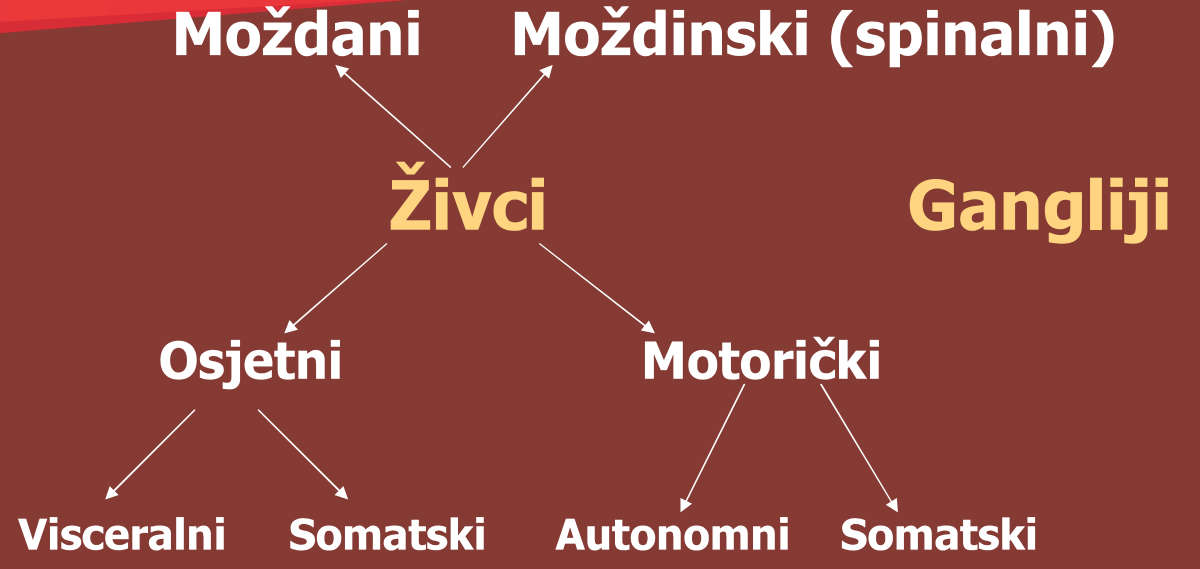 Moždani Moždinski (spinalni)
Živci Gangliji
Osjetni Motorički
Visceralni Somatski Autonomni Somatski